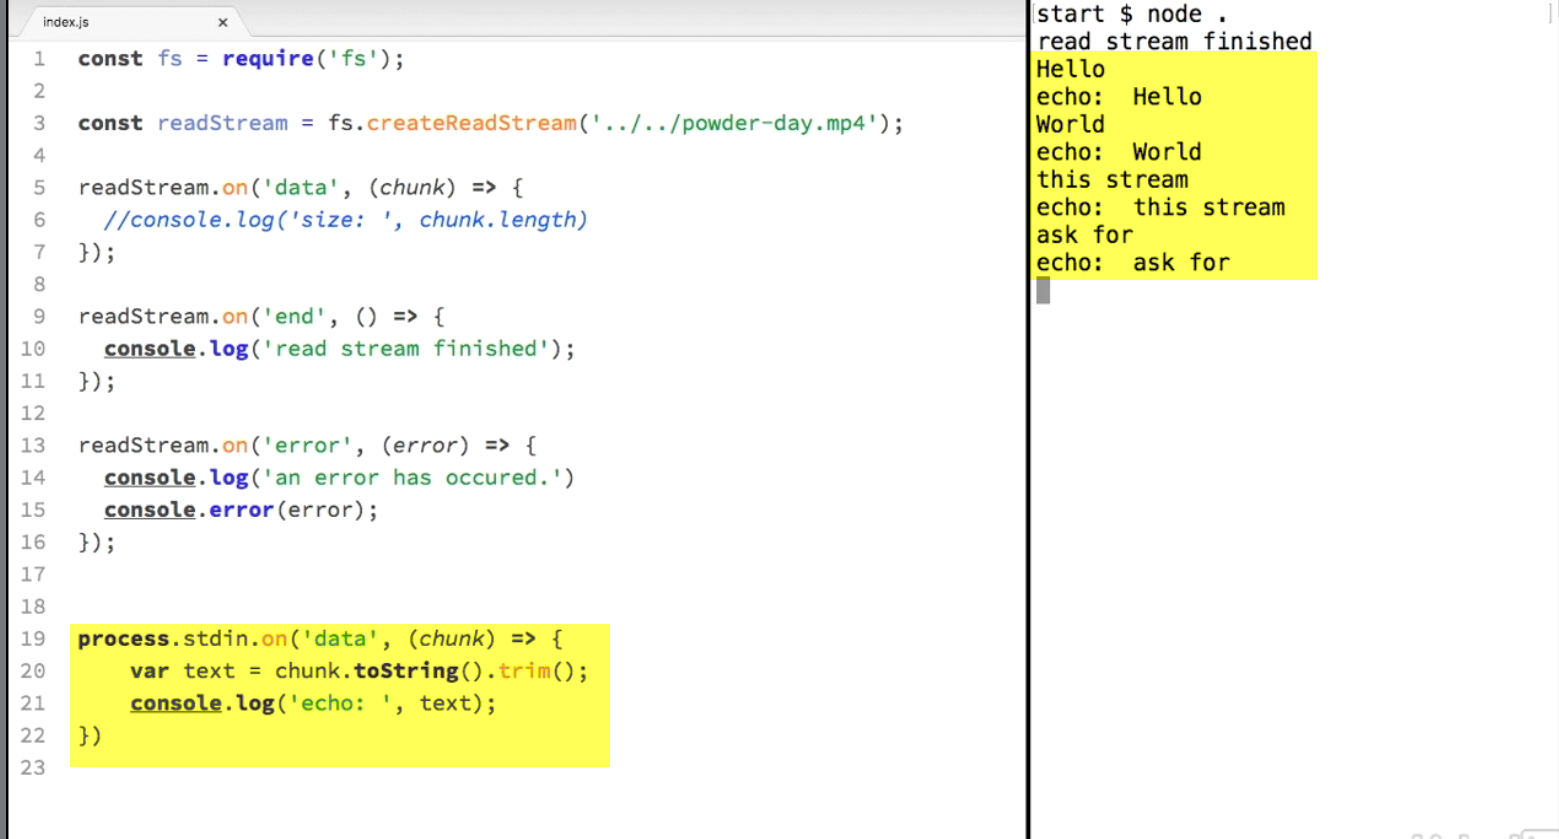 index.js ×
1 const fs = require('fs');
2
3 const readStream = fs.createReadStream('../../powder-day.mp4');
4
5 readStream.on('data', (chunk) => {
6 //console.log('size: ', chunk.length)
7 });
8
9 readStream.on('end', () => {
10 console.log('read stream finished');
11 });
12
13 readStream.on('error', (error) => {
14 console.log('an error has occured.')
15 console.error(error);
16 });
17
18
19 process.stdin.on('data', (chunk) => {
20 var text = chunk.toString().trim();
21 console.log('echo: ', text);
22 })
23
start $ node .
read stream finished
Hello
echo:  Hello
World
echo:  World
this stream
echo:  this stream
ask for
echo:  ask for